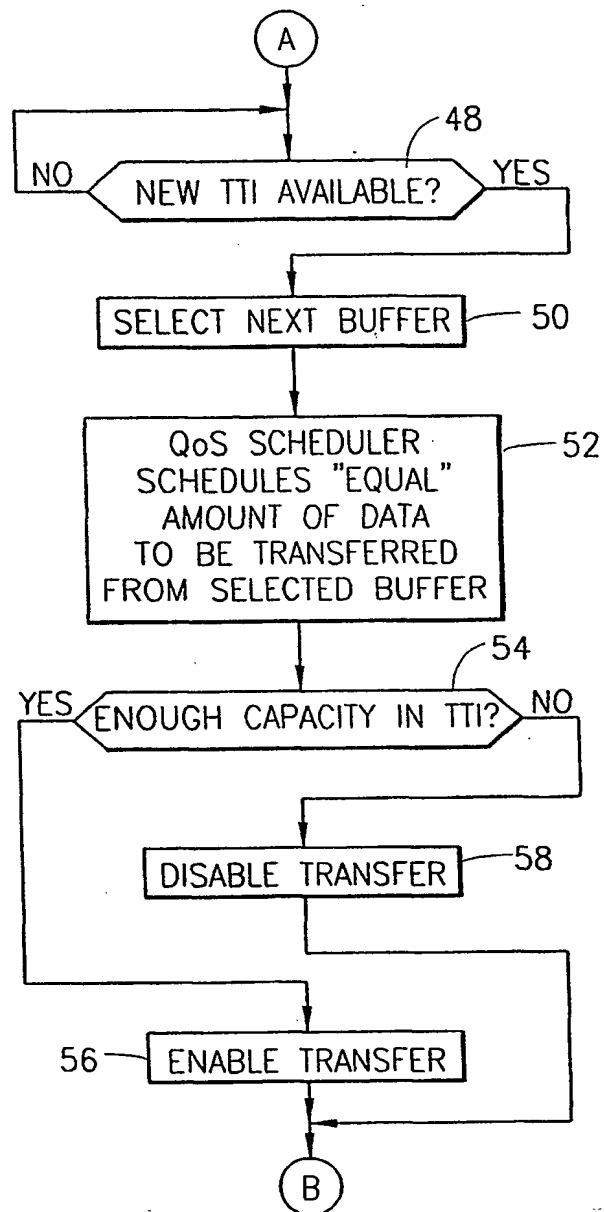 A
48
NO
NEW TTI AVAILABLE?
YES
SELECT NEXT BUFFER
50
QoS SCHEDULER
SCHEDULES "EQUAL"
AMOUNT OF DATA
TO BE TRANSFERRED
FROM SELECTED BUFFER
52
54
YES
ENOUGH CAPACITY IN TTI?
NO
DISABLE TRANSFER
58
56
ENABLE TRANSFER
B